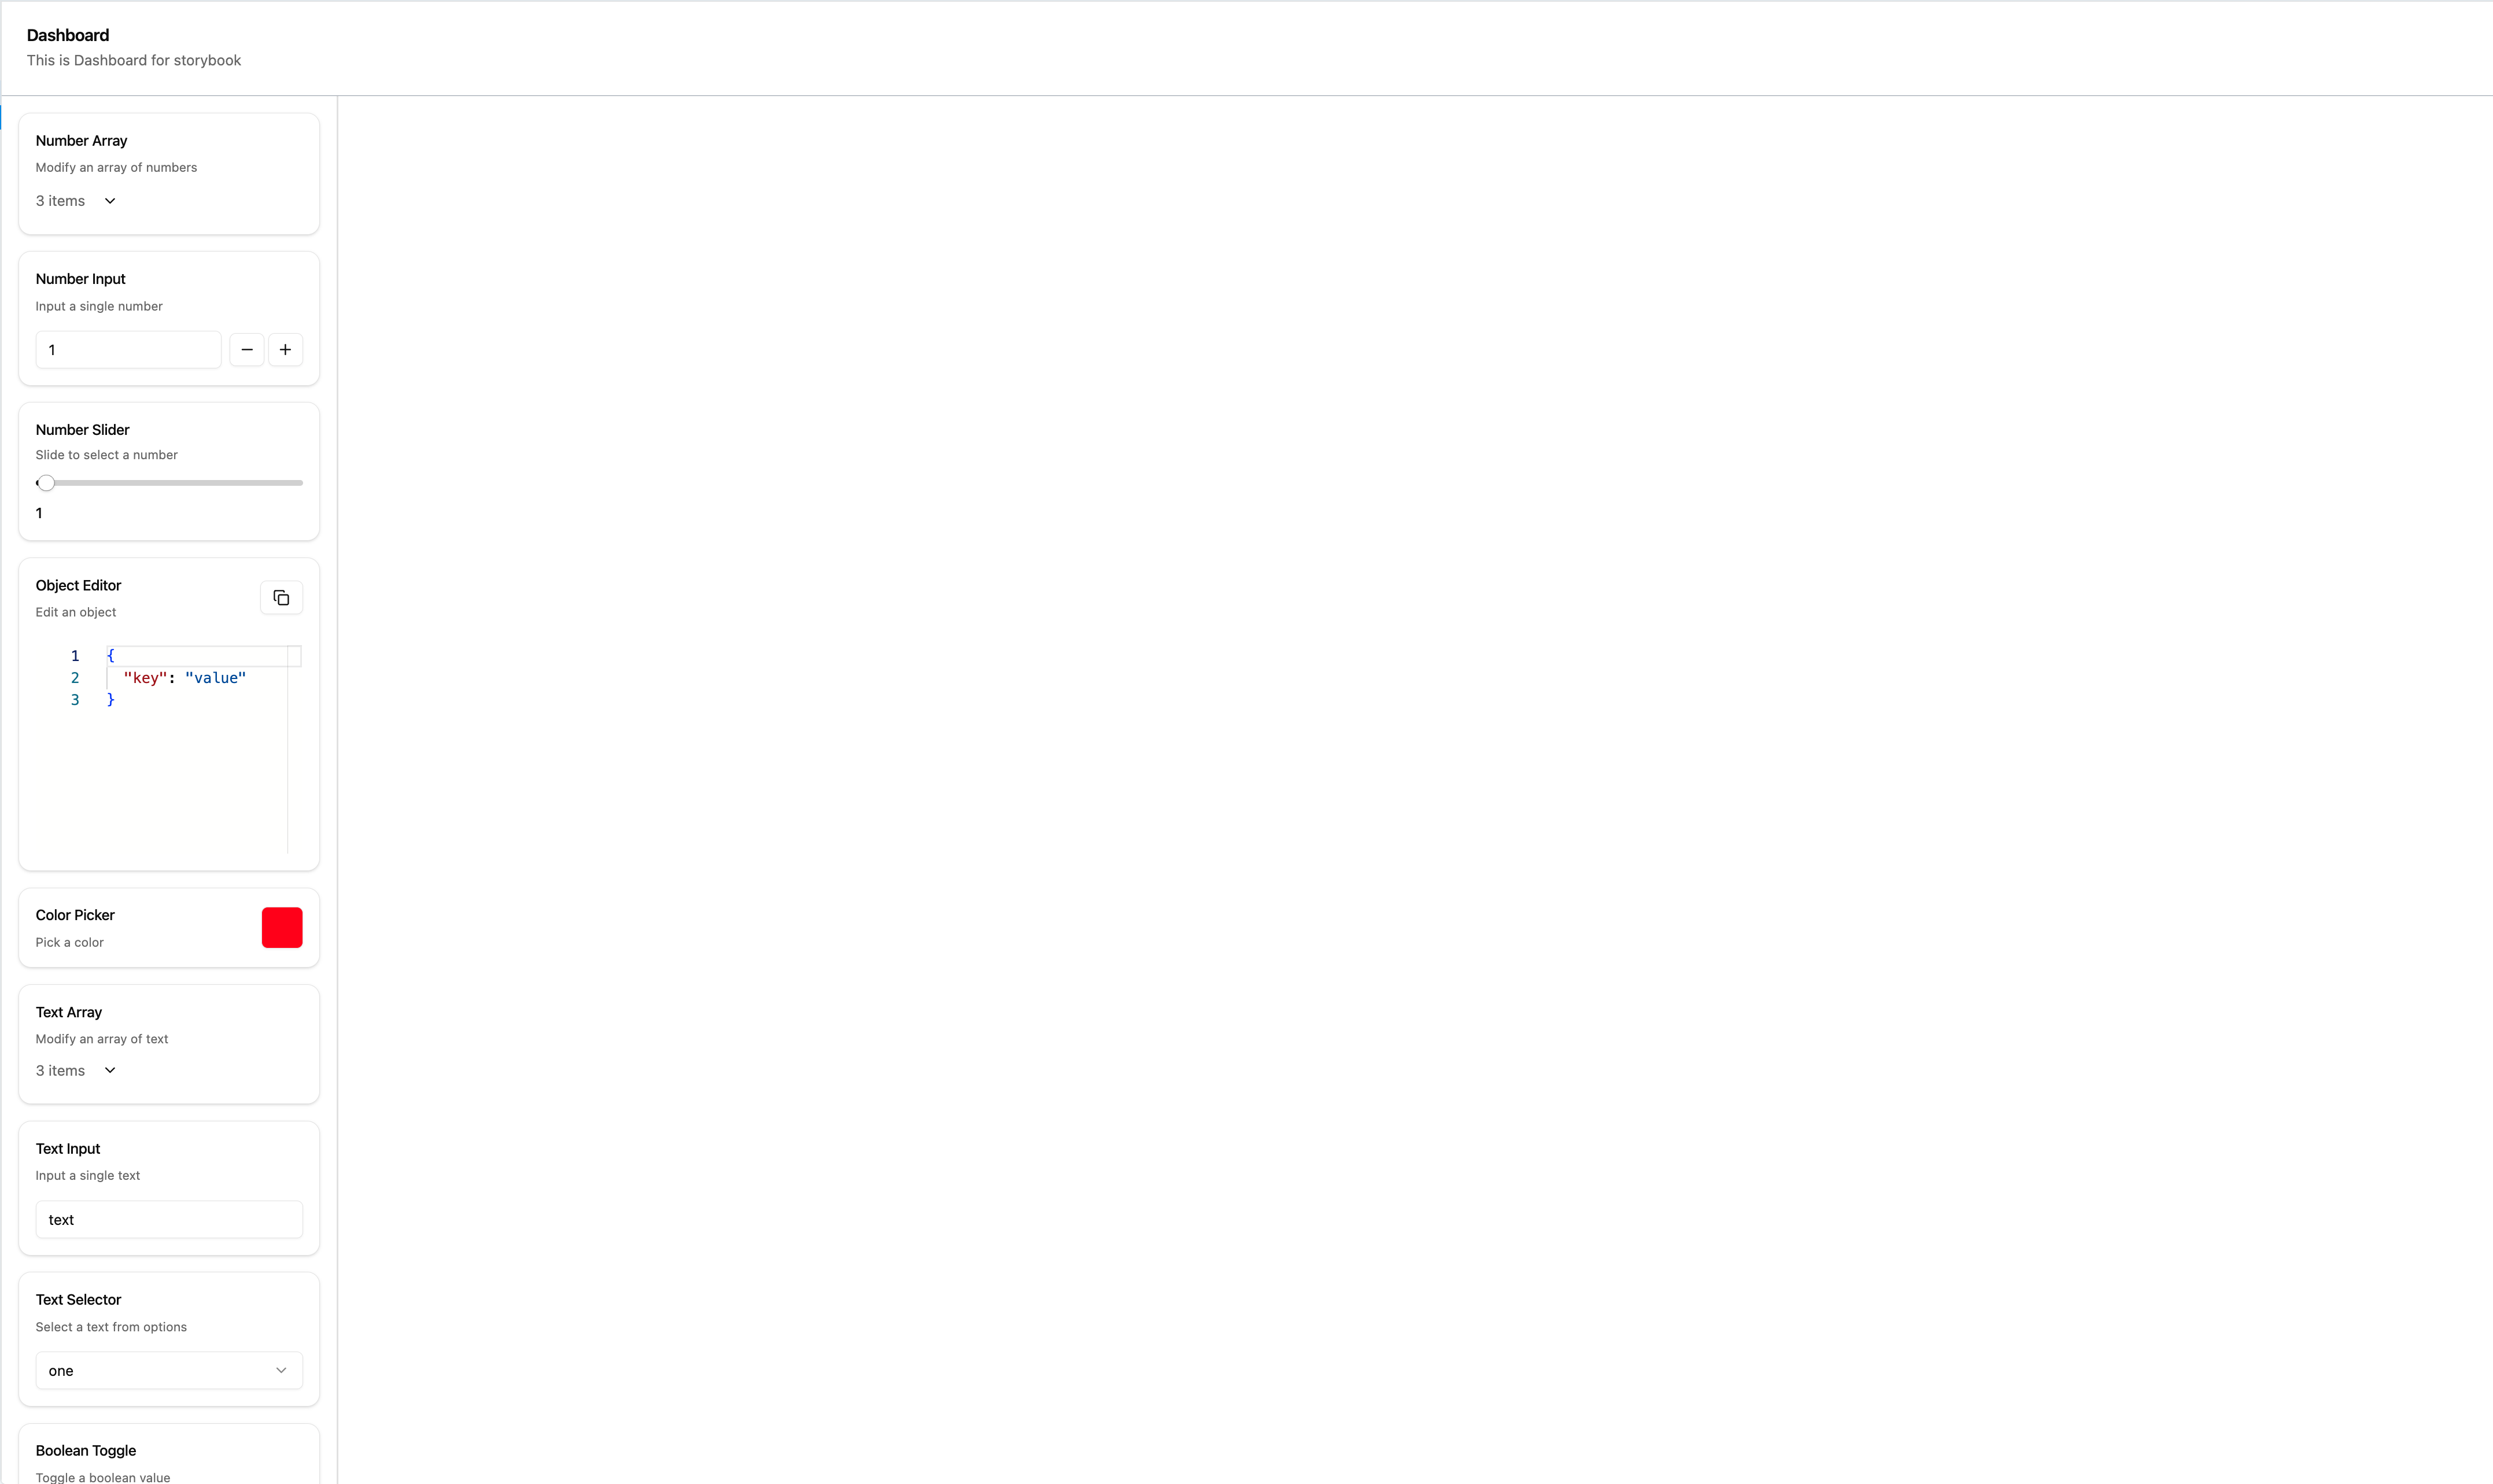 Dashboard
This is Dashboard for storybook
Number Array
Modify an array of numbers
3 items
Number Input
Input a single number
1
Number Slider
Slide to select a number
1
Object Editor
Edit an object
1 {
2 "key": "value"
3 }
Color Picker
Pick a color
Text Array
Modify an array of text
3 items
Text Input
Input a single text
text
Text Selector
Select a text from options
one
Boolean Toggle
Toggle a boolean value